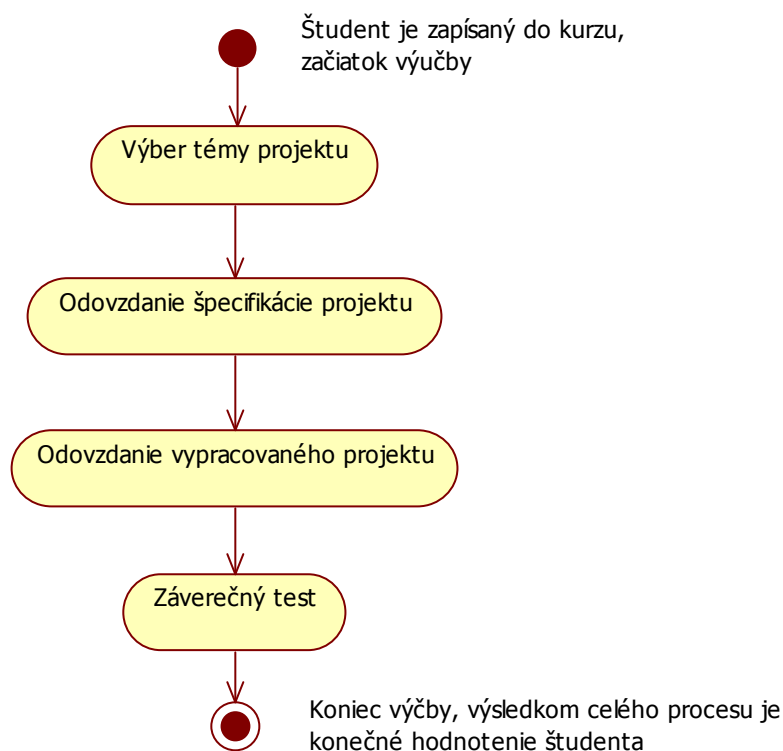 Študent je zapísaný do kurzu,
začiatok výučby
Výber témy projektu
Odovzdanie špecifikácie projektu
Odovzdanie vypracovaného projektu
Záverečný test
Koniec výčby, výsledkom celého procesu je
konečné hodnotenie študenta